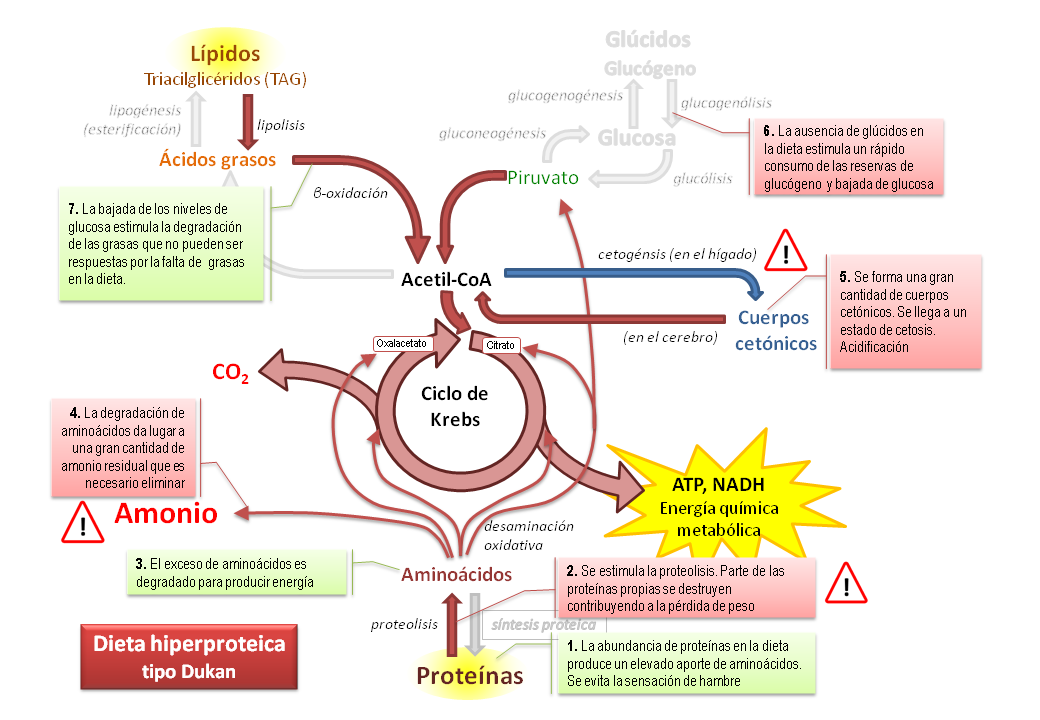 Lípidos
Triacilglicéridos (TAG)
lipogénesis
(esterificación)
lipolisis
Ácidos grasos
β-oxidación
Glúcidos
Glucógeno
glucogenogénesis
glucogenólisis
gluconeogénesis
Glucosa
glucólisis
Piruvato
6. La ausencia de glúcidos en
la dieta estimula un rápido
consumo de las reservas de
glucógeno y bajada de glucosa
7. La bajada de los niveles de
glucosa estimula la degradación
de las grasas que no pueden ser
respuestas por la falta de grasas
en la dieta.
Acetil-CoA
cetogénsis (en el hígado)
!
5. Se forma una gran
cantidad de cuerpos
cetónicos. Se llega a un
estado de cetosis.
Acidificación
Cuerpos
cetónicos
(en el cerebro)
Oxalacetato
Citrato
CO2
Ciclo de
Krebs
4. La degradación de
aminoácidos da lugar a
una gran cantidad de
amonio residual que es
necesario eliminar
ATP, NADH
Energía química
metabólica
!
Amonio
desaminación
oxidativa
3. El exceso de aminoácidos es
degradado para producir energía
Aminoácidos
2. Se estimula la proteolisis. Parte de las
proteínas propias se destruyen
contribuyendo a la pérdida de peso
!
proteolisis
síntesis proteica
Dieta hiperproteica
tipo Dukan
Proteínas
1. La abundancia de proteínas en la dieta
produce un elevado aporte de aminoácidos.
Se evita la sensación de hambre